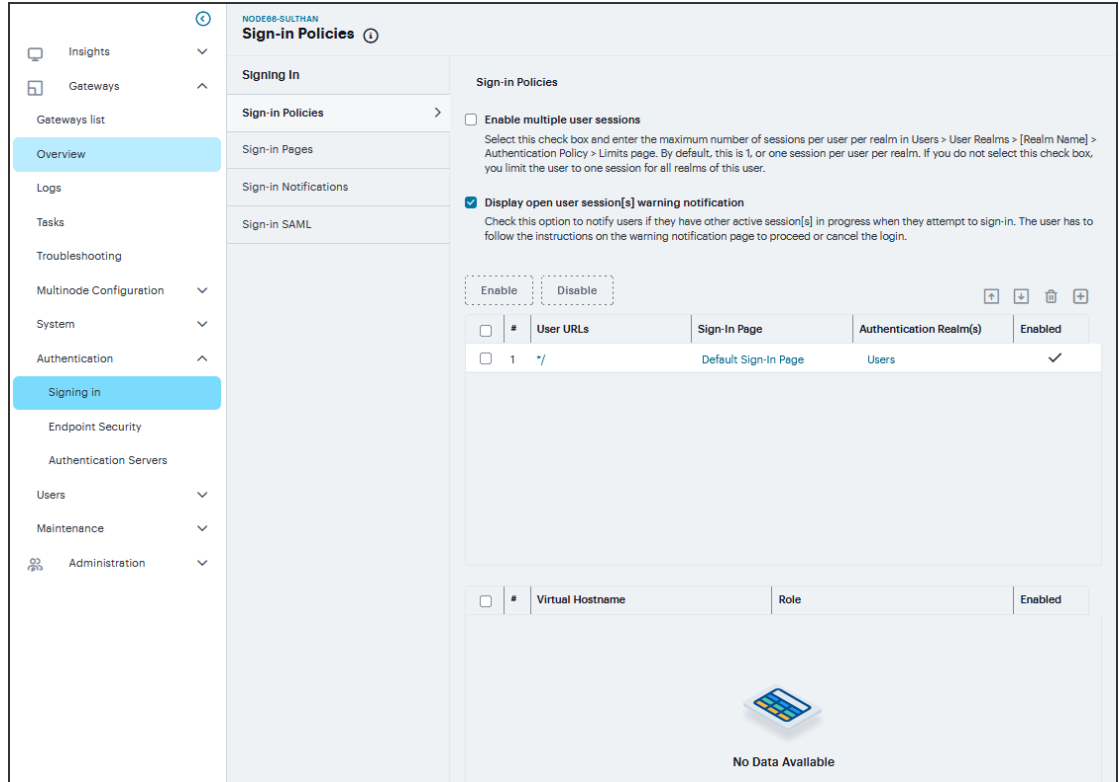 NODE66-SULTHAN
Sign-in Policies
Insights
Gateways
Gateways list
Overview
Logs
Tasks
Troubleshooting
Multinode Configuration
System
Authentication
Signing in
Endpoint Security
Authentication Servers
Users
Maintenance
Administration
Signing In
Sign-in Policies
Sign-in Pages
Sign-in Notifications
Sign-in SAML
Sign-in Policies
Enable multiple user sessions
Select this check box and enter the maximum number of sessions per user per realm in Users > User Realms > [Realm Name] >
Authentication Policy > Limits page. By default, this is 1, or one session per user per realm. If you do not select this check box,
you limit the user to one session for all realms of this user.
Display open user session[s] warning notification
Check this option to notify users if they have other active session[s] in progress when they attempt to sign-in. The user has to
follow the instructions on the warning notification page to proceed or cancel the login.
Enable Disable
# User URLs Sign-In Page Authentication Realm(s) Enabled
1 */ Default Sign-In Page Users
# Virtual Hostname Role Enabled
No Data Available